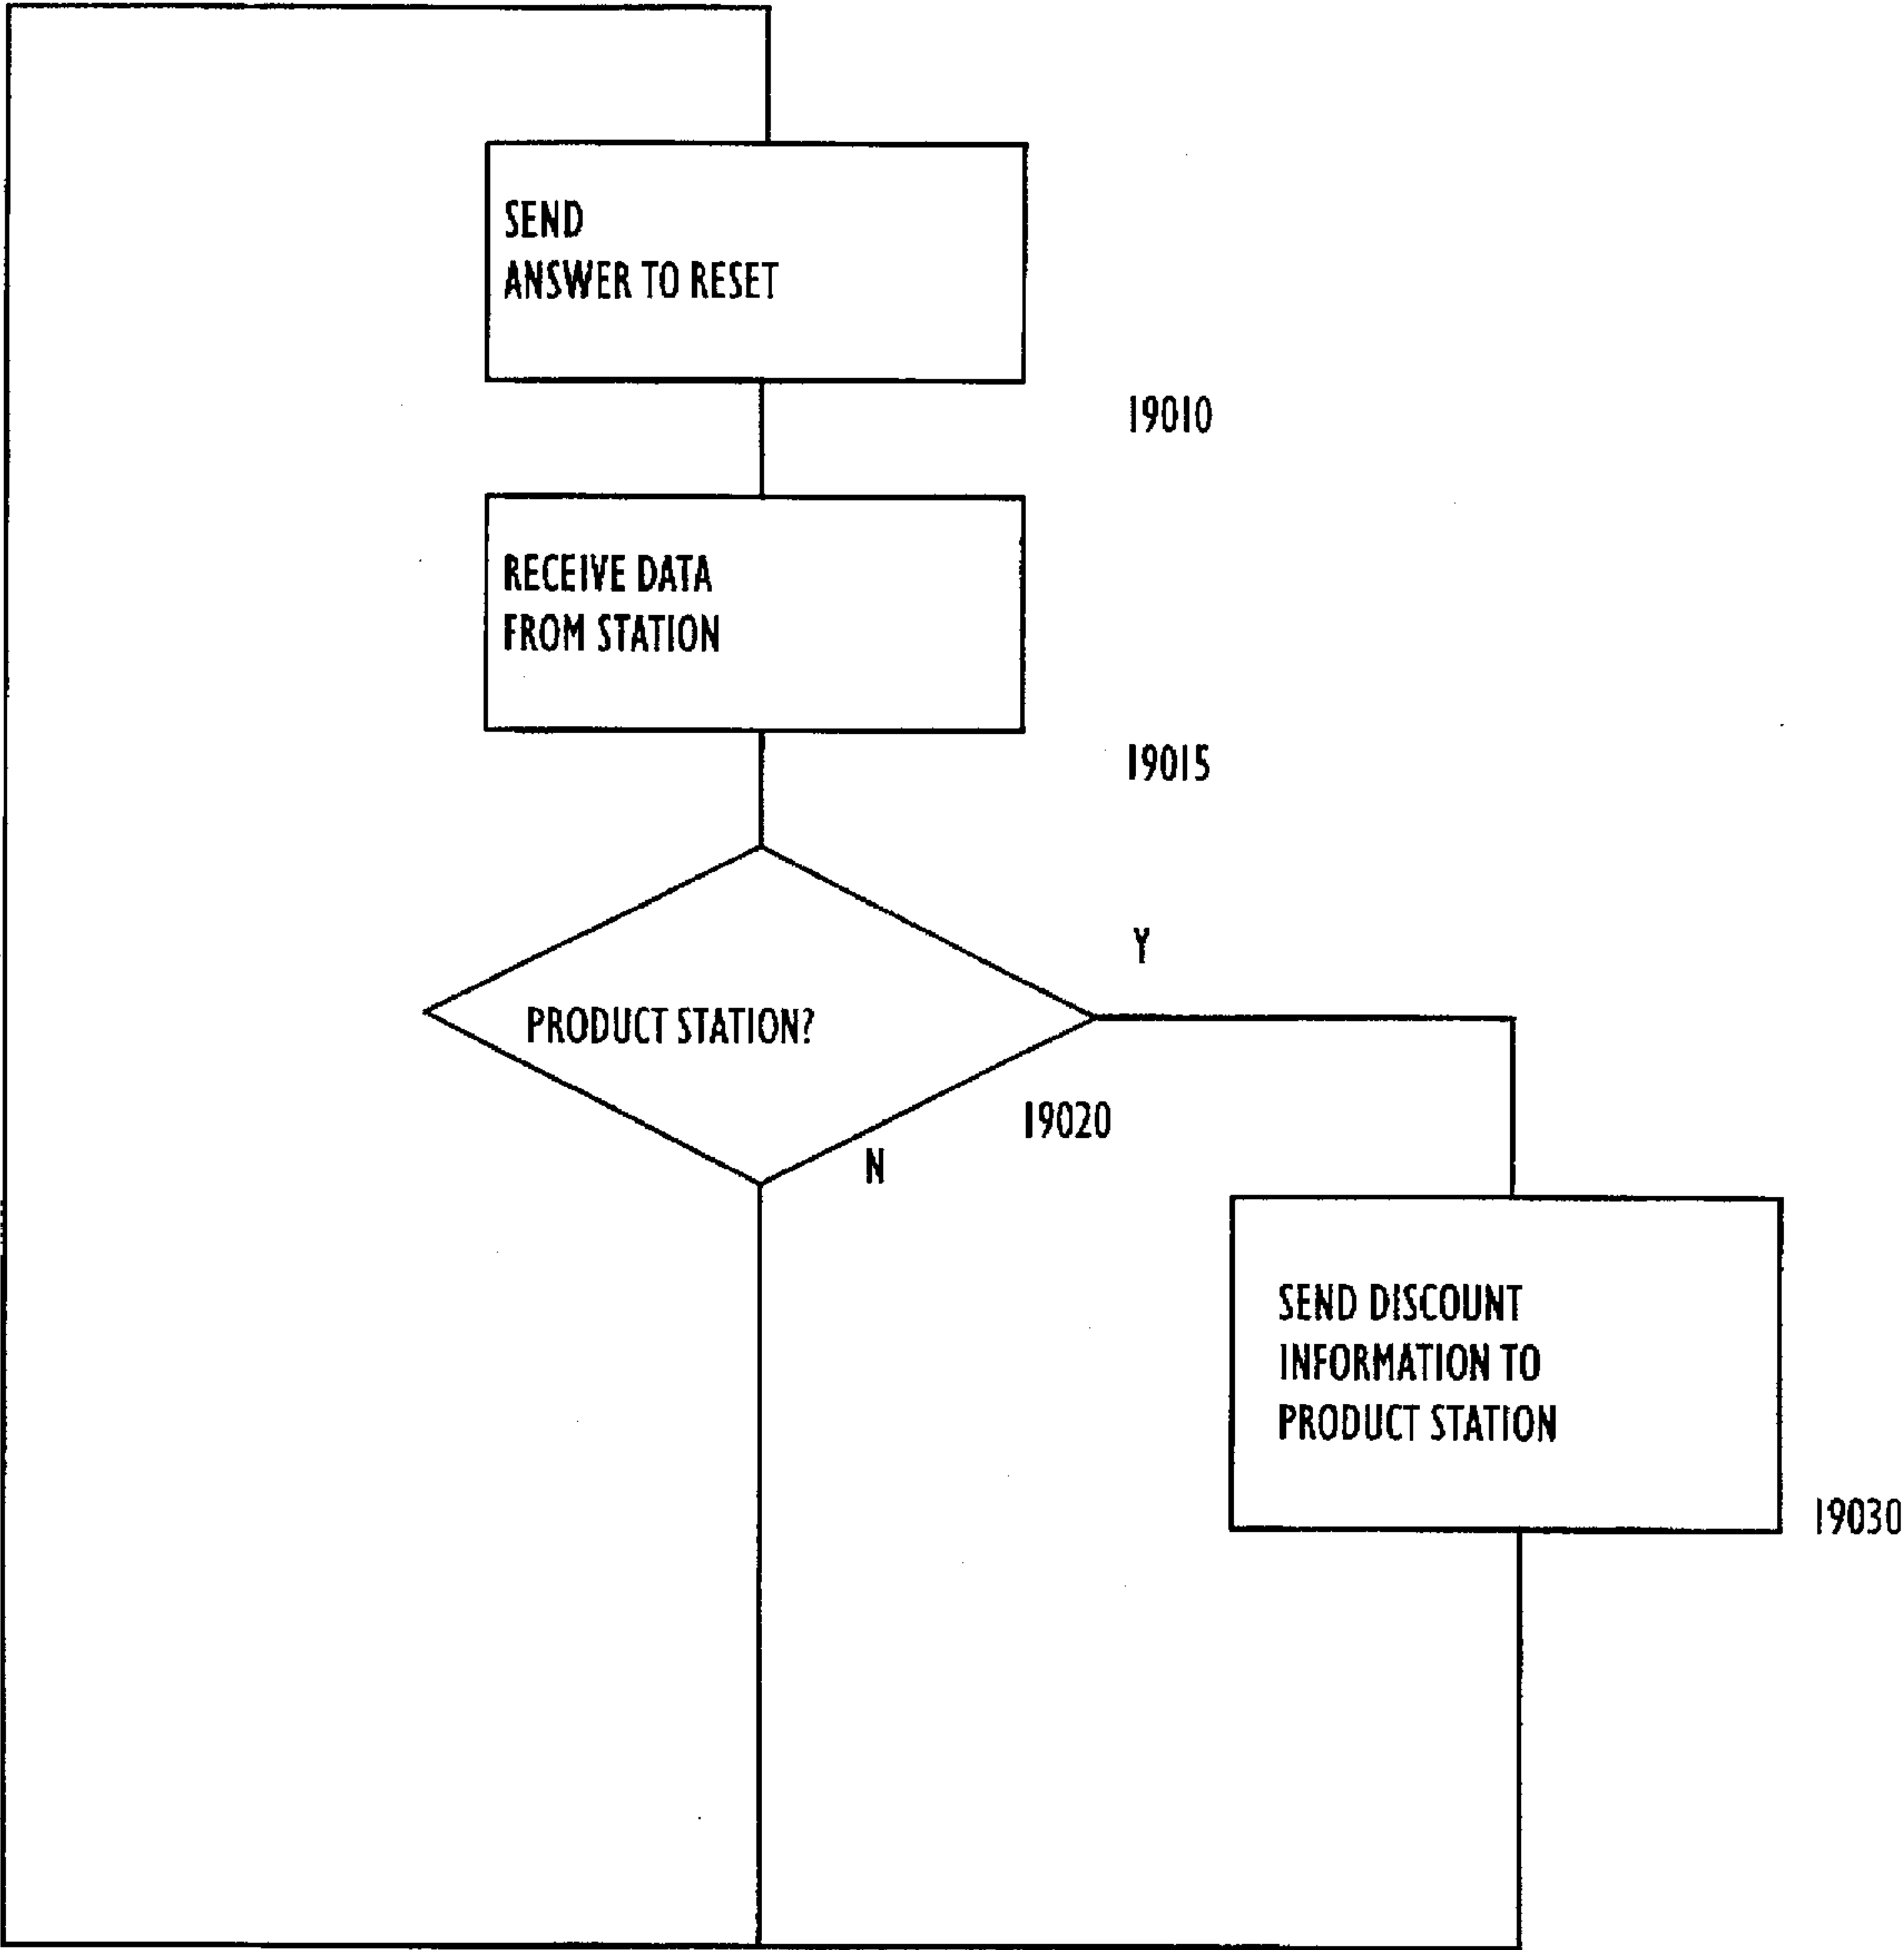 SEND
ANSWER TO RESET
19010
RECEIVE DATA
FROM STATION
19015
Y
PRODUCT STATION?
19020
N
SEND DISCOUNT
INFORMATION TO
PRODUCT STATION
19030